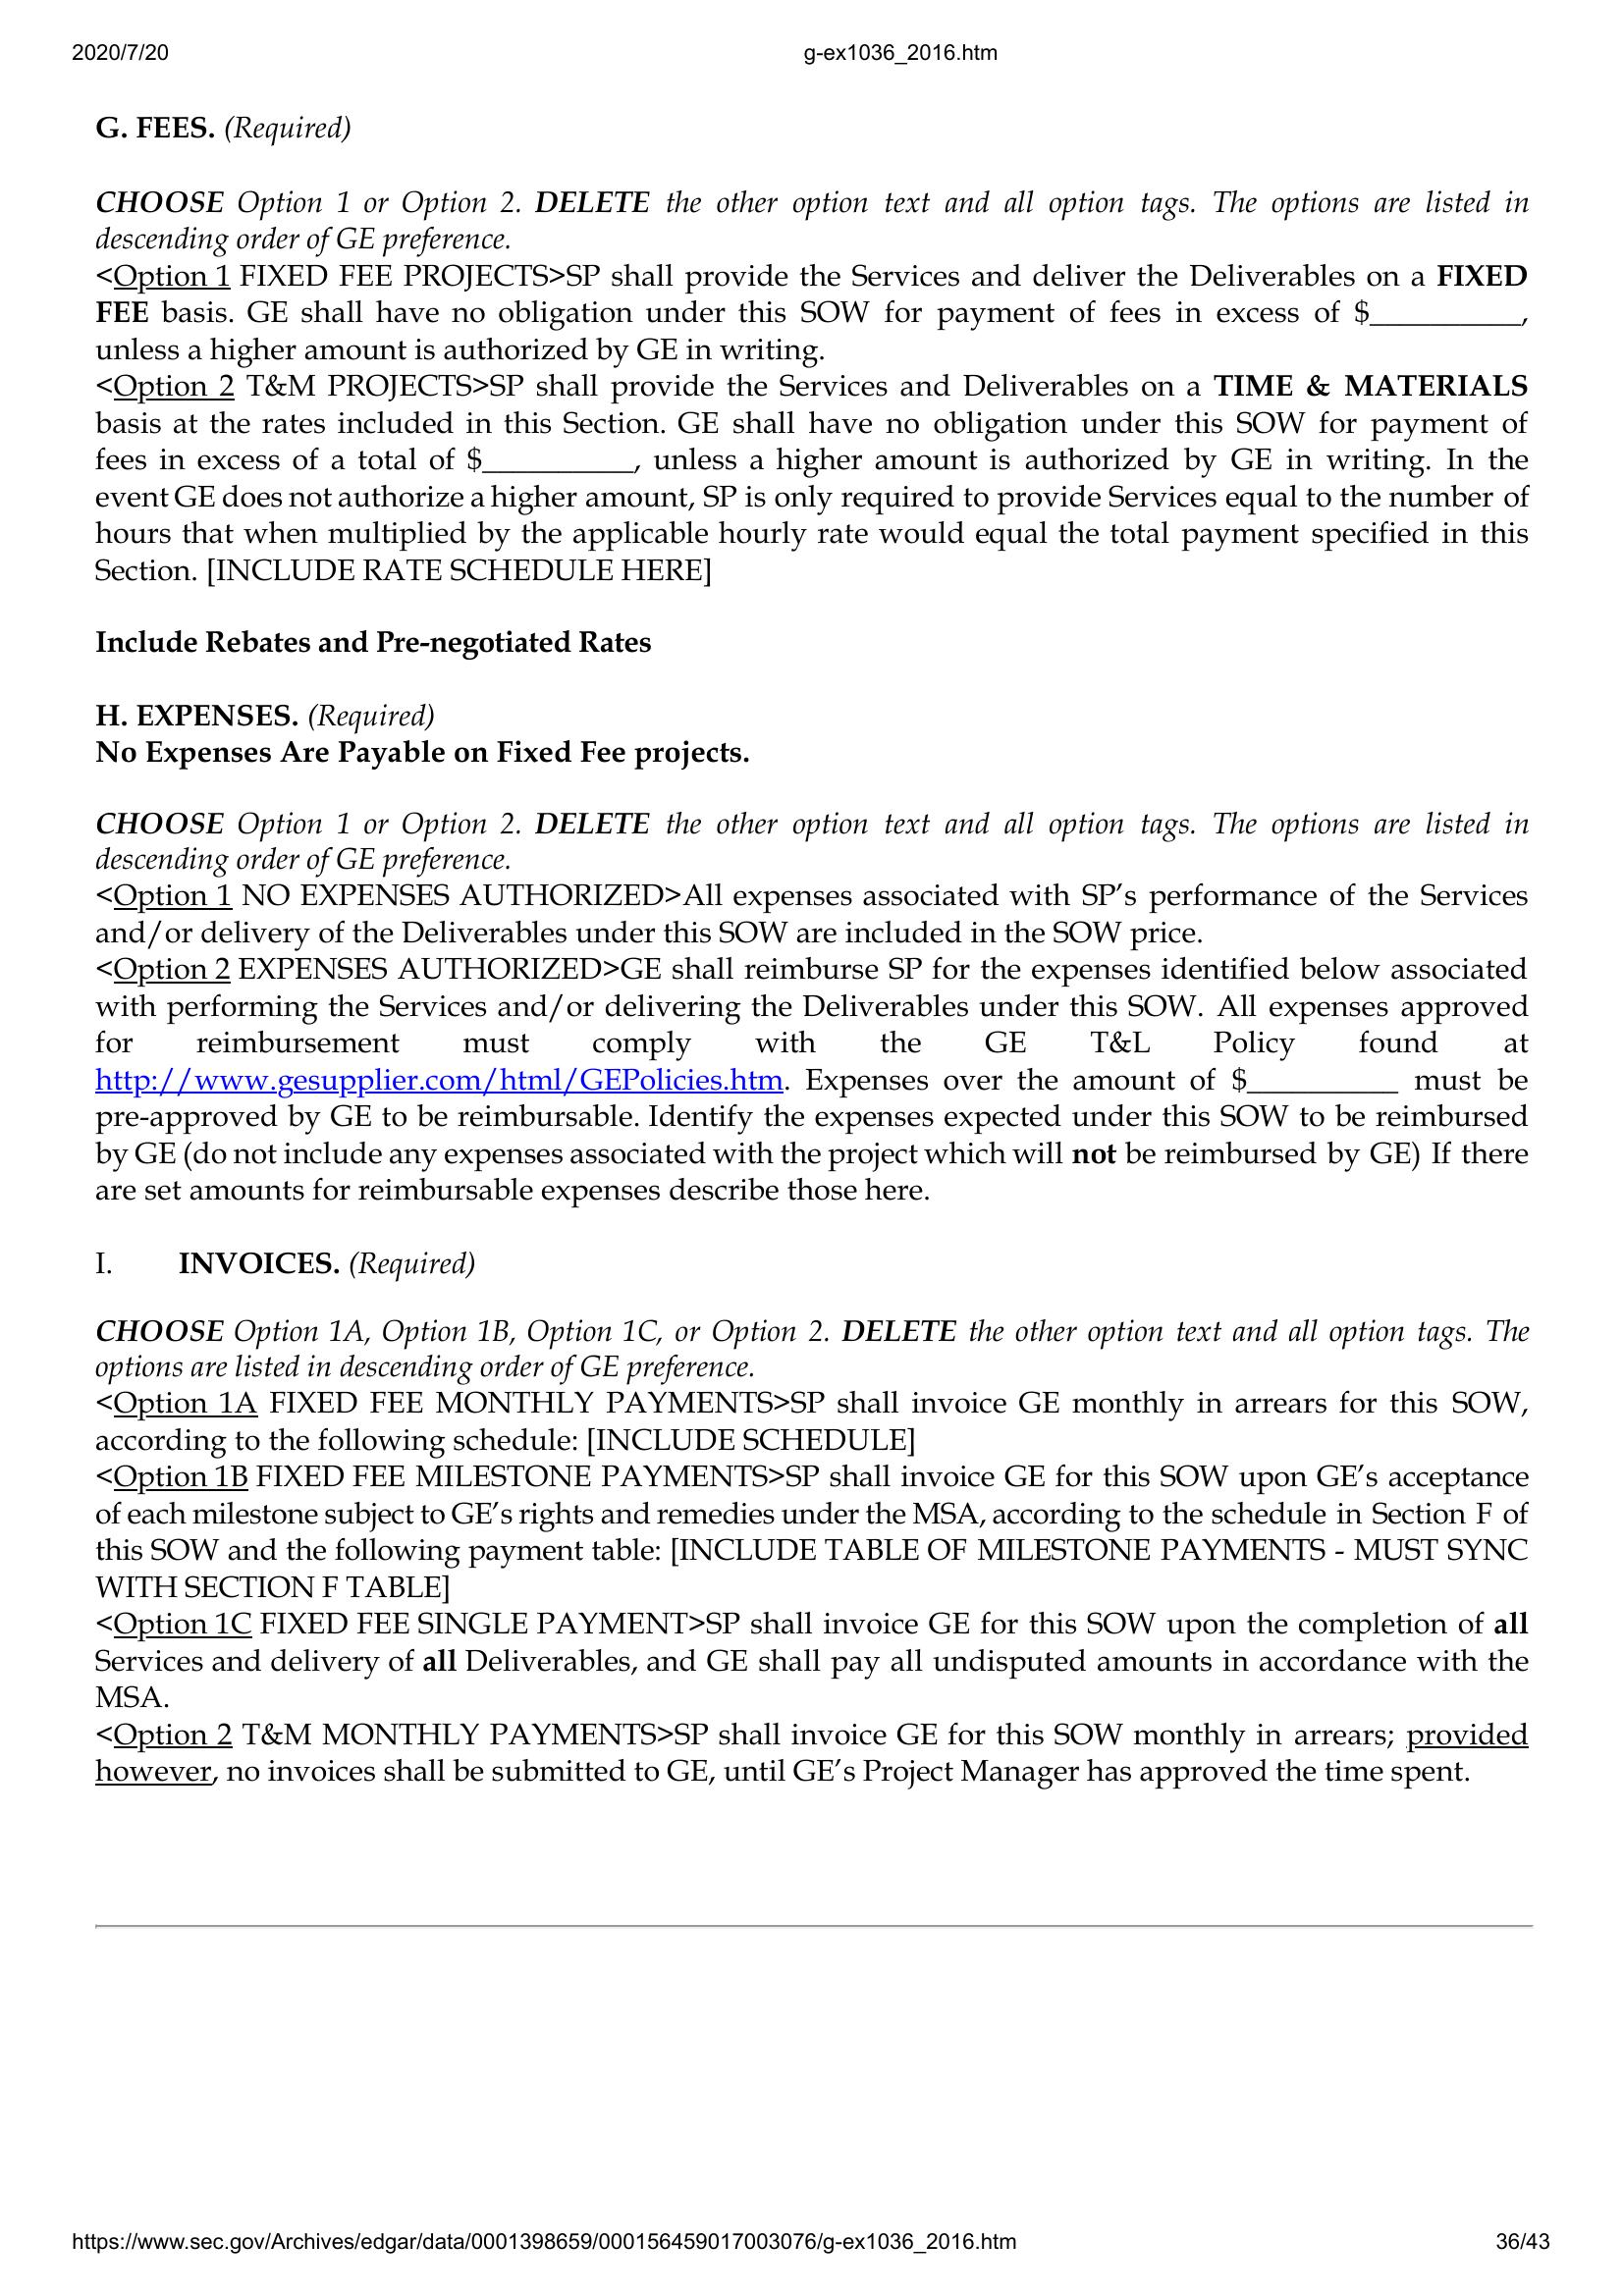 2020/7/20 g-ex1036_2016.htm
G. FEES. (Required)
CHOOSE Option 1 or Option 2. DELETE the other option text and all option tags. The options are listed in
descending order of GE preference.
<Option 1 FIXED FEE PROJECTS>SP shall provide the Services and deliver the Deliverables on a FIXED
FEE basis. GE shall have no obligation under this SOW for payment of fees in excess of $__________,
unless a higher amount is authorized by GE in writing.
<Option 2 T&M PROJECTS>SP shall provide the Services and Deliverables on a TIME & MATERIALS
basis at the rates included in this Section. GE shall have no obligation under this SOW for payment of
fees in excess of a total of $__________, unless a higher amount is authorized by GE in writing. In the
event GE does not authorize a higher amount, SP is only required to provide Services equal to the number of
hours that when multiplied by the applicable hourly rate would equal the total payment specified in this
Section. [INCLUDE RATE SCHEDULE HERE]
Include Rebates and Pre-negotiated Rates
H. EXPENSES. (Required)
No Expenses Are Payable on Fixed Fee projects.
CHOOSE Option 1 or Option 2. DELETE the other option text and all option tags. The options are listed in
descending order of GE preference.
<Option 1 NO EXPENSES AUTHORIZED>All expenses associated with SP’s performance of the Services
and/or delivery of the Deliverables under this SOW are included in the SOW price.
<Option 2 EXPENSES AUTHORIZED>GE shall reimburse SP for the expenses identified below associated
with performing the Services and/or delivering the Deliverables under this SOW. All expenses approved
for reimbursement must comply with the GE T&L Policy found at
http://www.gesupplier.com/html/GEPolicies.htm. Expenses over the amount of $__________ must be
pre-approved by GE to be reimbursable. Identify the expenses expected under this SOW to be reimbursed
by GE (do not include any expenses associated with the project which will not be reimbursed by GE) If there
are set amounts for reimbursable expenses describe those here.
I. INVOICES. (Required)
CHOOSE Option 1A, Option 1B, Option 1C, or Option 2. DELETE the other option text and all option tags. The
options are listed in descending order of GE preference.
<Option 1A FIXED FEE MONTHLY PAYMENTS>SP shall invoice GE monthly in arrears for this SOW,
according to the following schedule: [INCLUDE SCHEDULE]
<Option 1B FIXED FEE MILESTONE PAYMENTS>SP shall invoice GE for this SOW upon GE’s acceptance
of each milestone subject to GE’s rights and remedies under the MSA, according to the schedule in Section F of
this SOW and the following payment table: [INCLUDE TABLE OF MILESTONE PAYMENTS - MUST SYNC
WITH SECTION F TABLE]
<Option 1C FIXED FEE SINGLE PAYMENT>SP shall invoice GE for this SOW upon the completion of all
Services and delivery of all Deliverables, and GE shall pay all undisputed amounts in accordance with the
MSA.
<Option 2 T&M MONTHLY PAYMENTS>SP shall invoice GE for this SOW monthly in arrears; provided
however, no invoices shall be submitted to GE, until GE’s Project Manager has approved the time spent.
https://www.sec.gov/Archives/edgar/data/0001398659/000156459017003076/g-ex1036_2016.htm 36/43